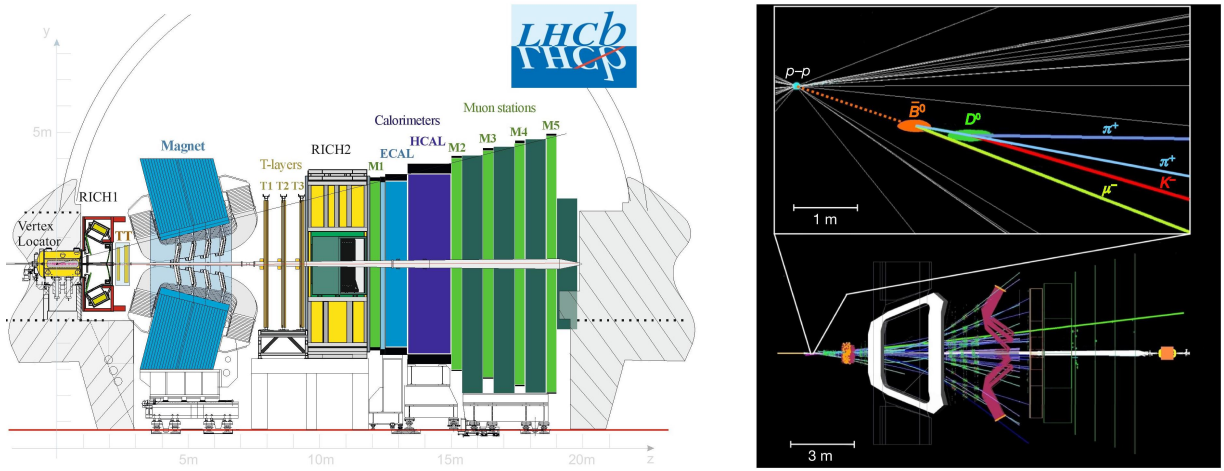 LHCb
LHCb
y
5m
Magnet
RICH1
Vertex
Locator
TT
T-layers
T1 T2 T3
RICH2
Calorimeters
HCAL
ECAL
Muon stations
M1
M2
M3
M4
M5
5m
10m
15m
20m
z
p–p
B̅⁰
D⁰
π⁺
π⁺
K⁻
μ⁻
1 m
3 m